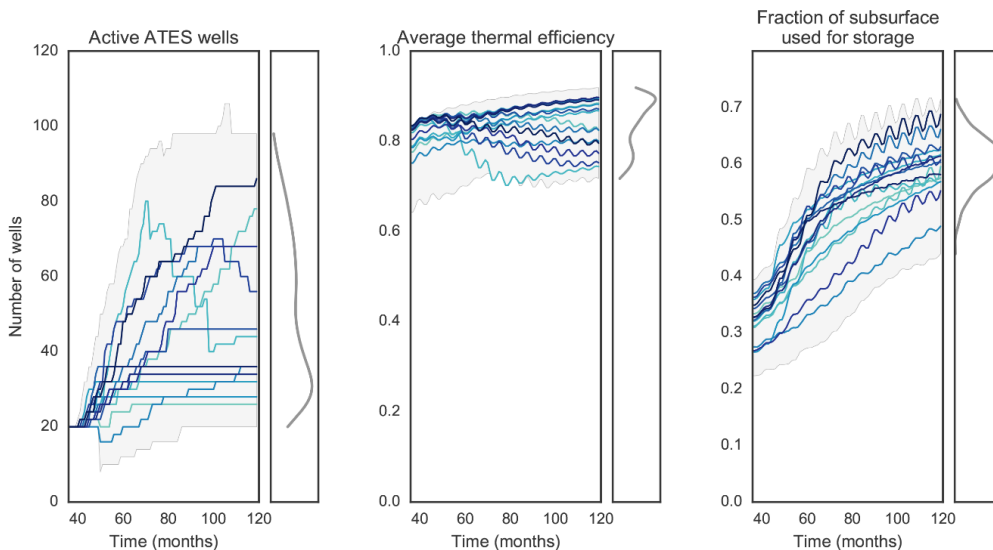 Active ATES wells
Average thermal efficiency
Fraction of subsurface
used for storage
Number of wells
120
100
80
60
40
20
0
1.0
0.8
0.6
0.4
0.2
0.0
0.7
0.6
0.5
0.4
0.3
0.2
0.1
0.0
40 60 80 100 120
40 60 80 100 120
40 60 80 100 120
Time (months)
Time (months)
Time (months)